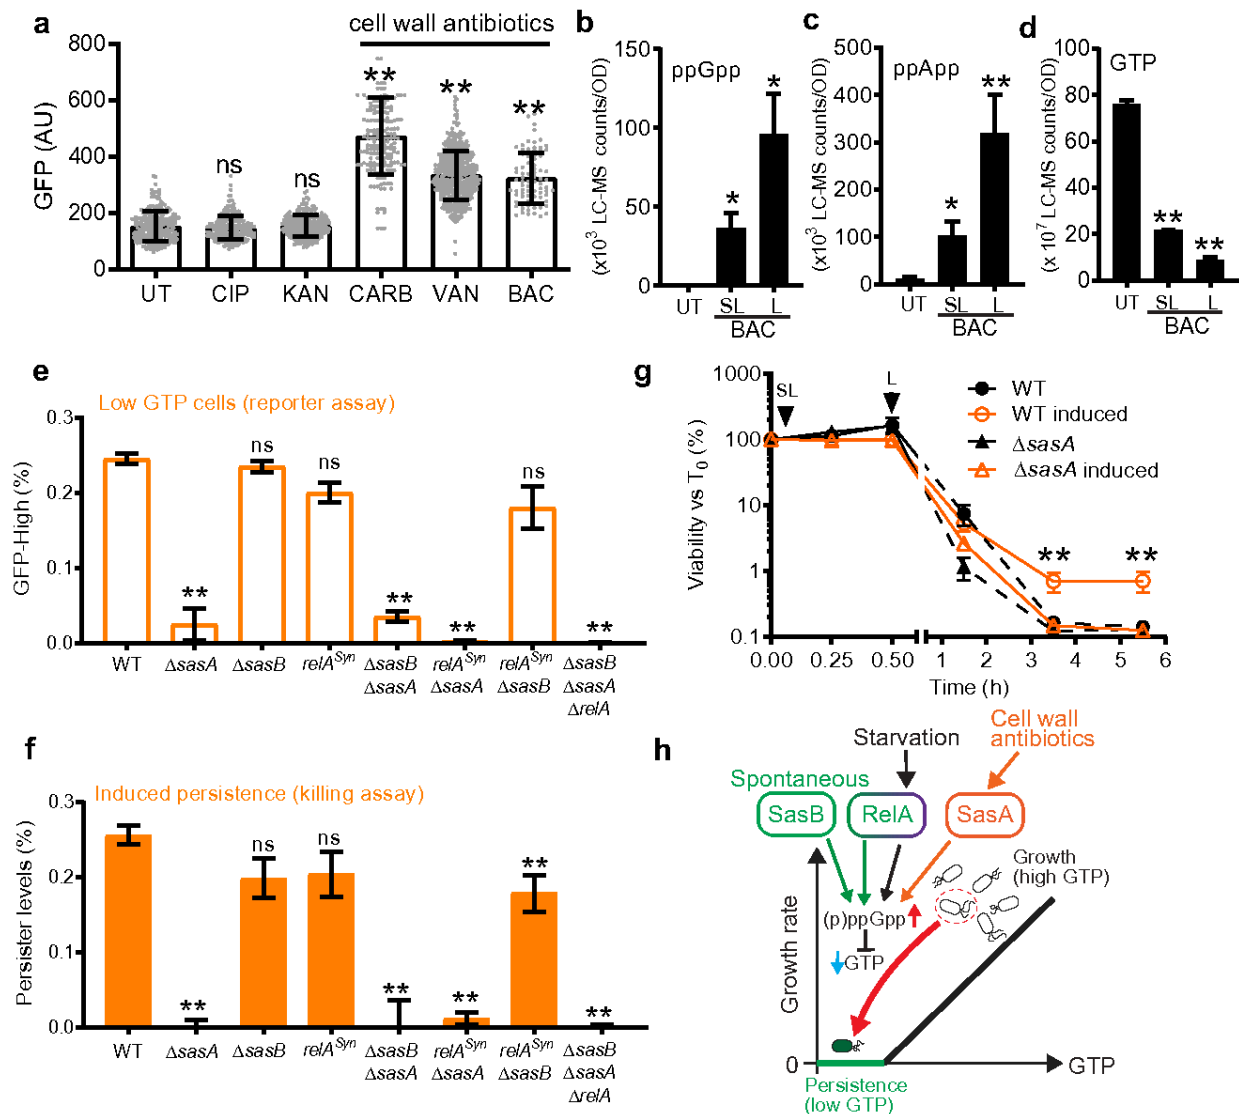 a
cell wall antibiotics
GFP (AU)
800
600
400
200
0
**
**
**
ns
ns
UT CIP KAN CARB VAN BAC
b
(x10³ LC-MS counts/OD)
150
100
50
0
ppGpp
*
*
UT SL L
BAC
c
(x10³ LC-MS counts/OD)
500
400
300
200
100
0
ppApp
*
**
UT SL L
BAC
d
(x 10⁷ LC-MS counts/OD)
100
80
60
40
20
0
GTP
**
**
UT SL L
BAC
e
Low GTP cells (reporter assay)
GFP-High (%)
0.3
0.2
0.1
0.0
**
ns
ns
**
**
ns
**
WT ΔsasA ΔsasB relA^Syn ΔsasB relA^Syn relA^Syn ΔsasB
ΔsasA ΔsasA ΔsasB ΔsasA
ΔrelA
f
Induced persistence (killing assay)
Persister levels (%)
0.3
0.2
0.1
0.0
**
ns
ns
**
**
**
**
WT ΔsasA ΔsasB relA^Syn ΔsasB relA^Syn relA^Syn ΔsasB
ΔsasA ΔsasA ΔsasB ΔsasA
ΔrelA
g
Viability vs T₀ (%)
1000
100
10
1
0.1
SL
L
WT
WT induced
ΔsasA
ΔsasA induced
** **
0.00 0.25 0.50 1 2 3 4 5 6
Time (h)
h
Starvation
Cell wall
antibiotics
Spontaneous
SasB RelA SasA
Growth
(high GTP)
(p)ppGpp
GTP
Growth rate
0
GTP
Persistence
(low GTP)